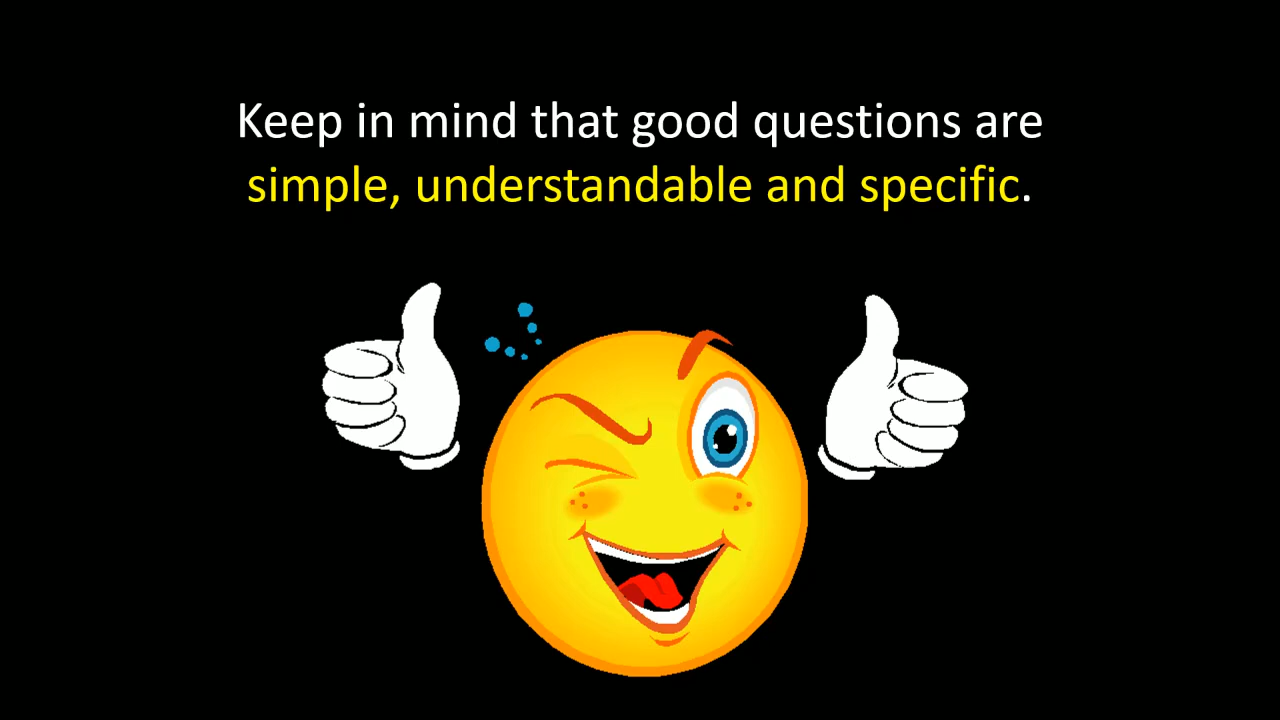 Keep in mind that good questions are
simple, understandable and specific.